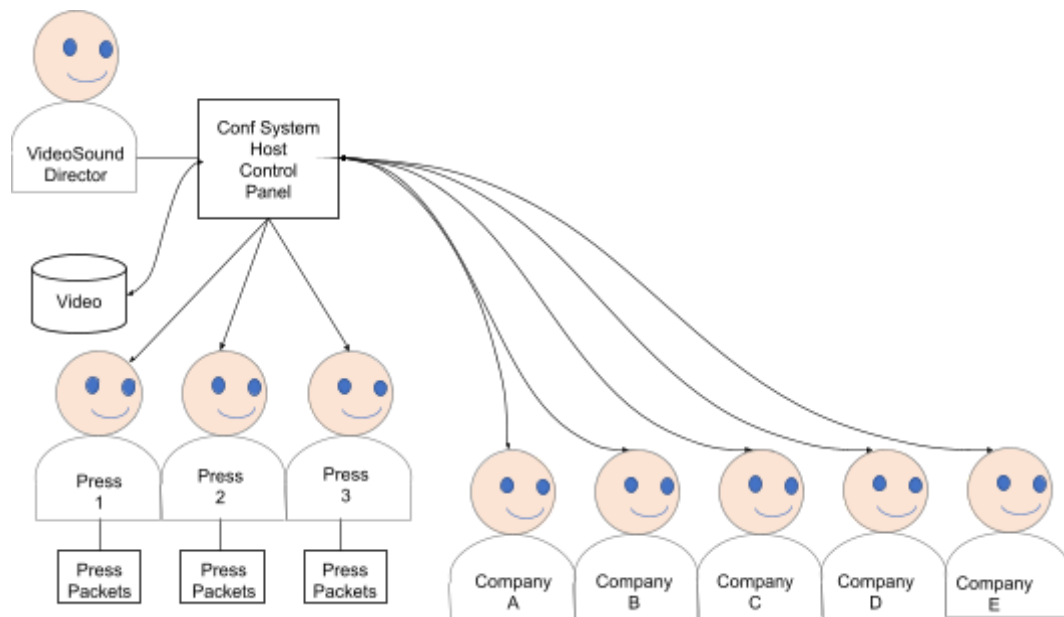 VideoSound
Director
Conf System
Host
Control
Panel
Video
Press
1
Press
2
Press
3
Press
Packets
Press
Packets
Press
Packets
Company
A
Company
B
Company
C
Company
D
Company
E